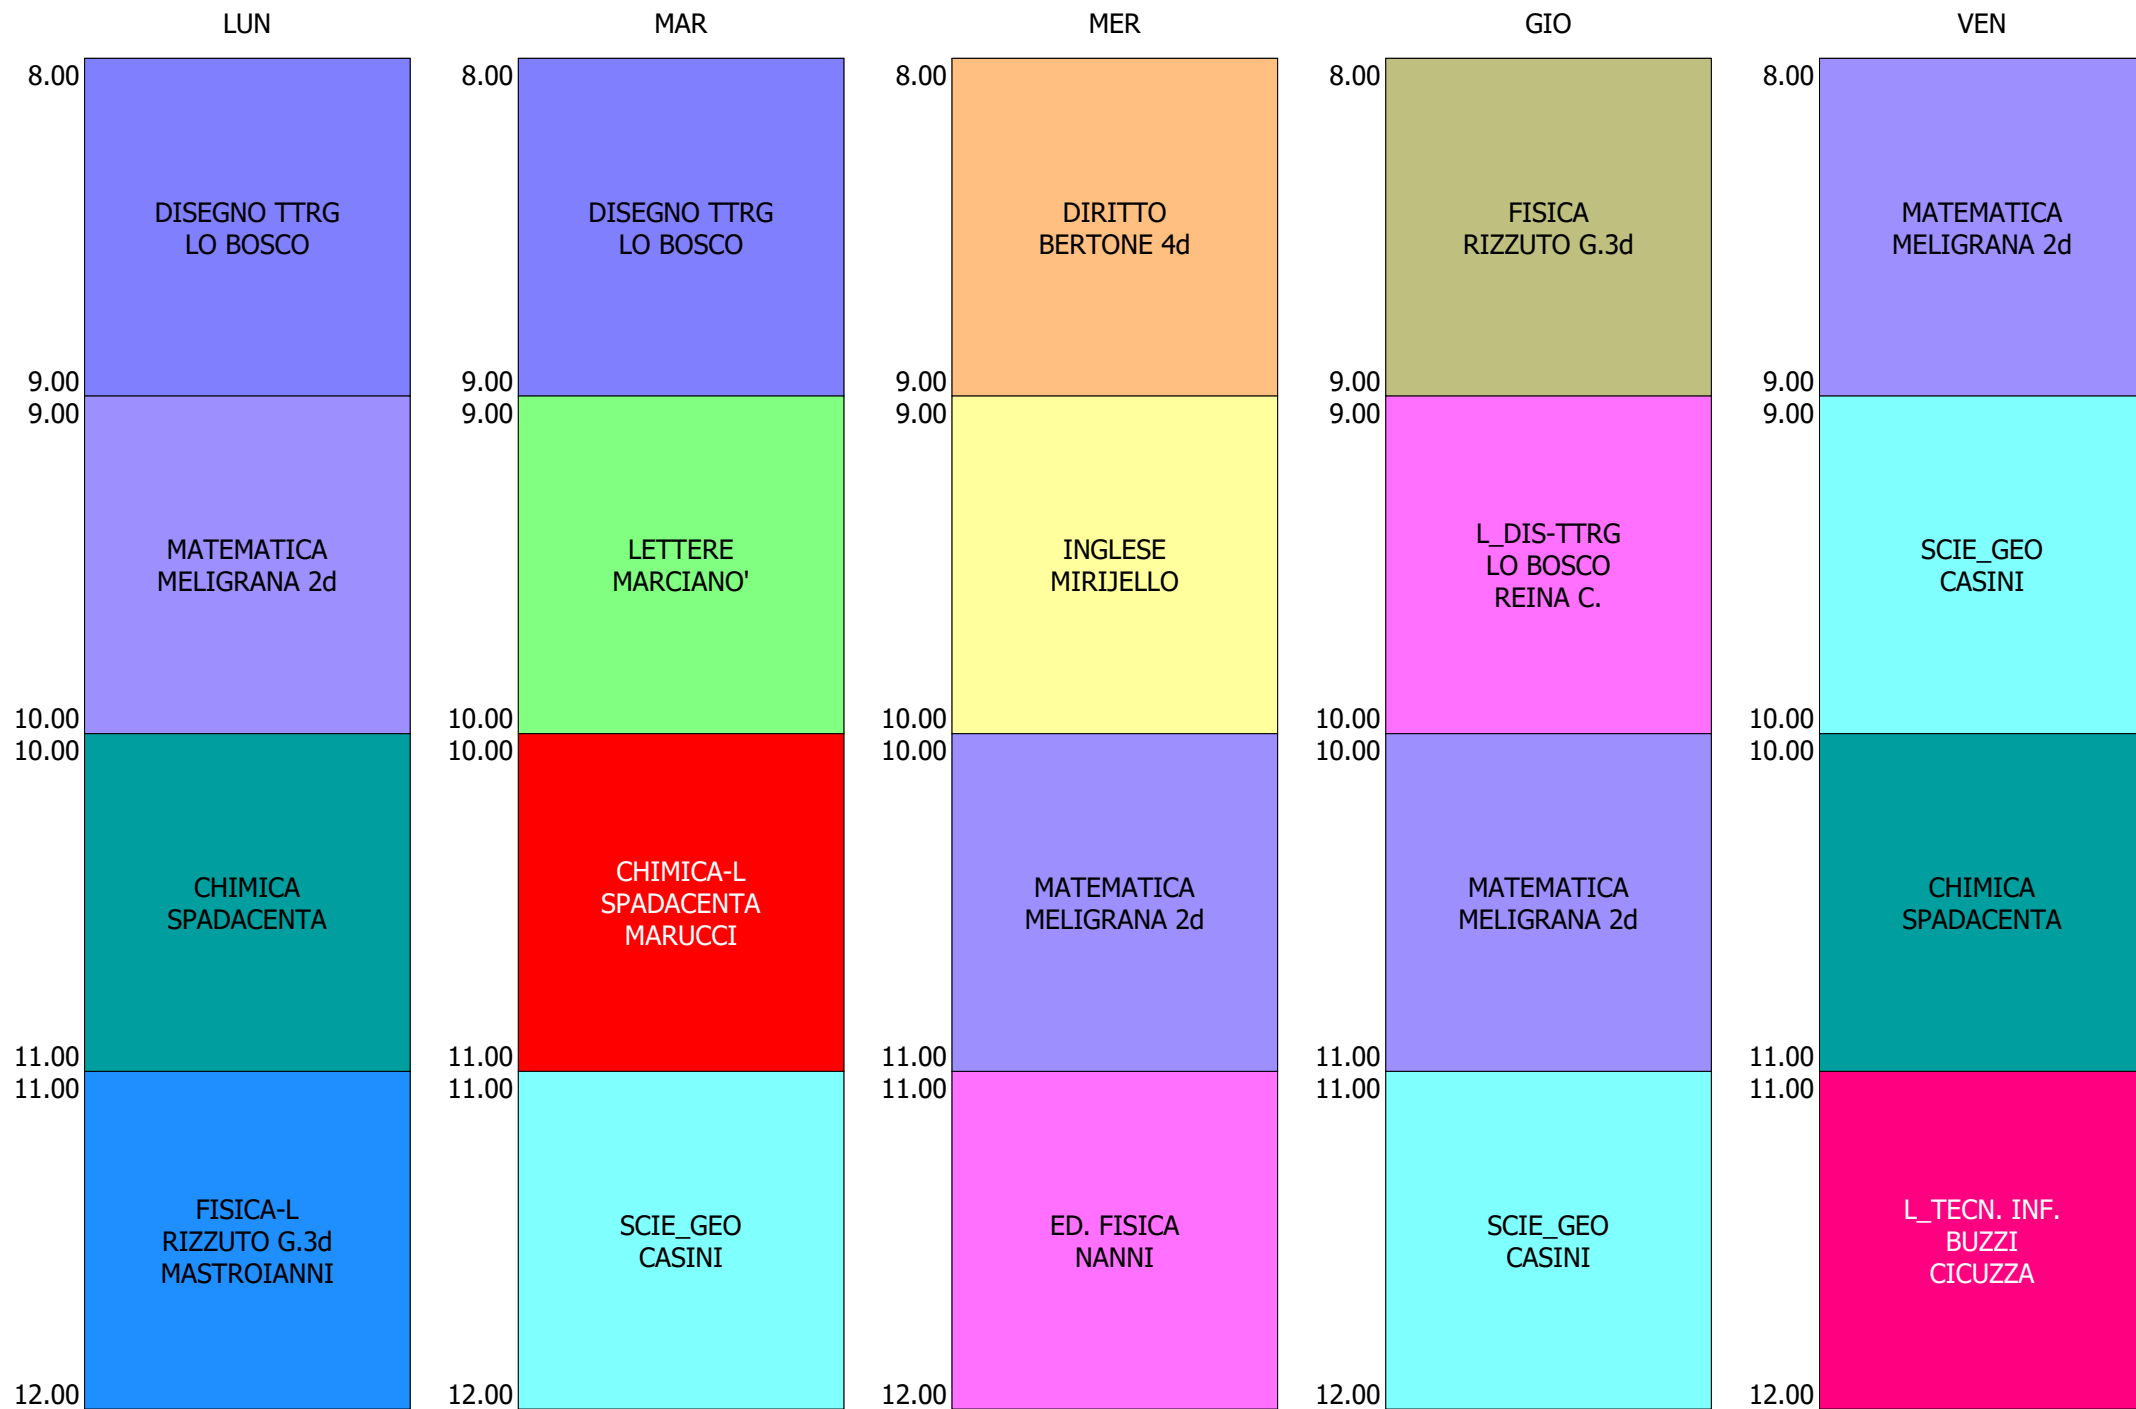 LUN
MAR
MER
GIO
VEN
8.00
DISEGNO TTRG
LO BOSCO
9.00
9.00
MATEMATICA
MELIGRANA 2d
10.00
10.00
CHIMICA
SPADACENTA
11.00
11.00
FISICA-L
RIZZUTO G.3d
MASTROIANNI
12.00
8.00
DISEGNO TTRG
LO BOSCO
9.00
9.00
LETTERE
MARCIANO'
10.00
10.00
CHIMICA-L
SPADACENTA
MARUCCI
11.00
11.00
SCIE_GEO
CASINI
12.00
8.00
DIRITTO
BERTONE 4d
9.00
9.00
INGLESE
MIRIJELLO
10.00
10.00
MATEMATICA
MELIGRANA 2d
11.00
11.00
ED. FISICA
NANNI
12.00
8.00
FISICA
RIZZUTO G.3d
9.00
9.00
L_DIS-TTRG
LO BOSCO
REINA C.
10.00
10.00
MATEMATICA
MELIGRANA 2d
11.00
11.00
SCIE_GEO
CASINI
12.00
8.00
MATEMATICA
MELIGRANA 2d
9.00
9.00
SCIE_GEO
CASINI
10.00
10.00
CHIMICA
SPADACENTA
11.00
11.00
L_TECN. INF.
BUZZI
CICUZZA
12.00